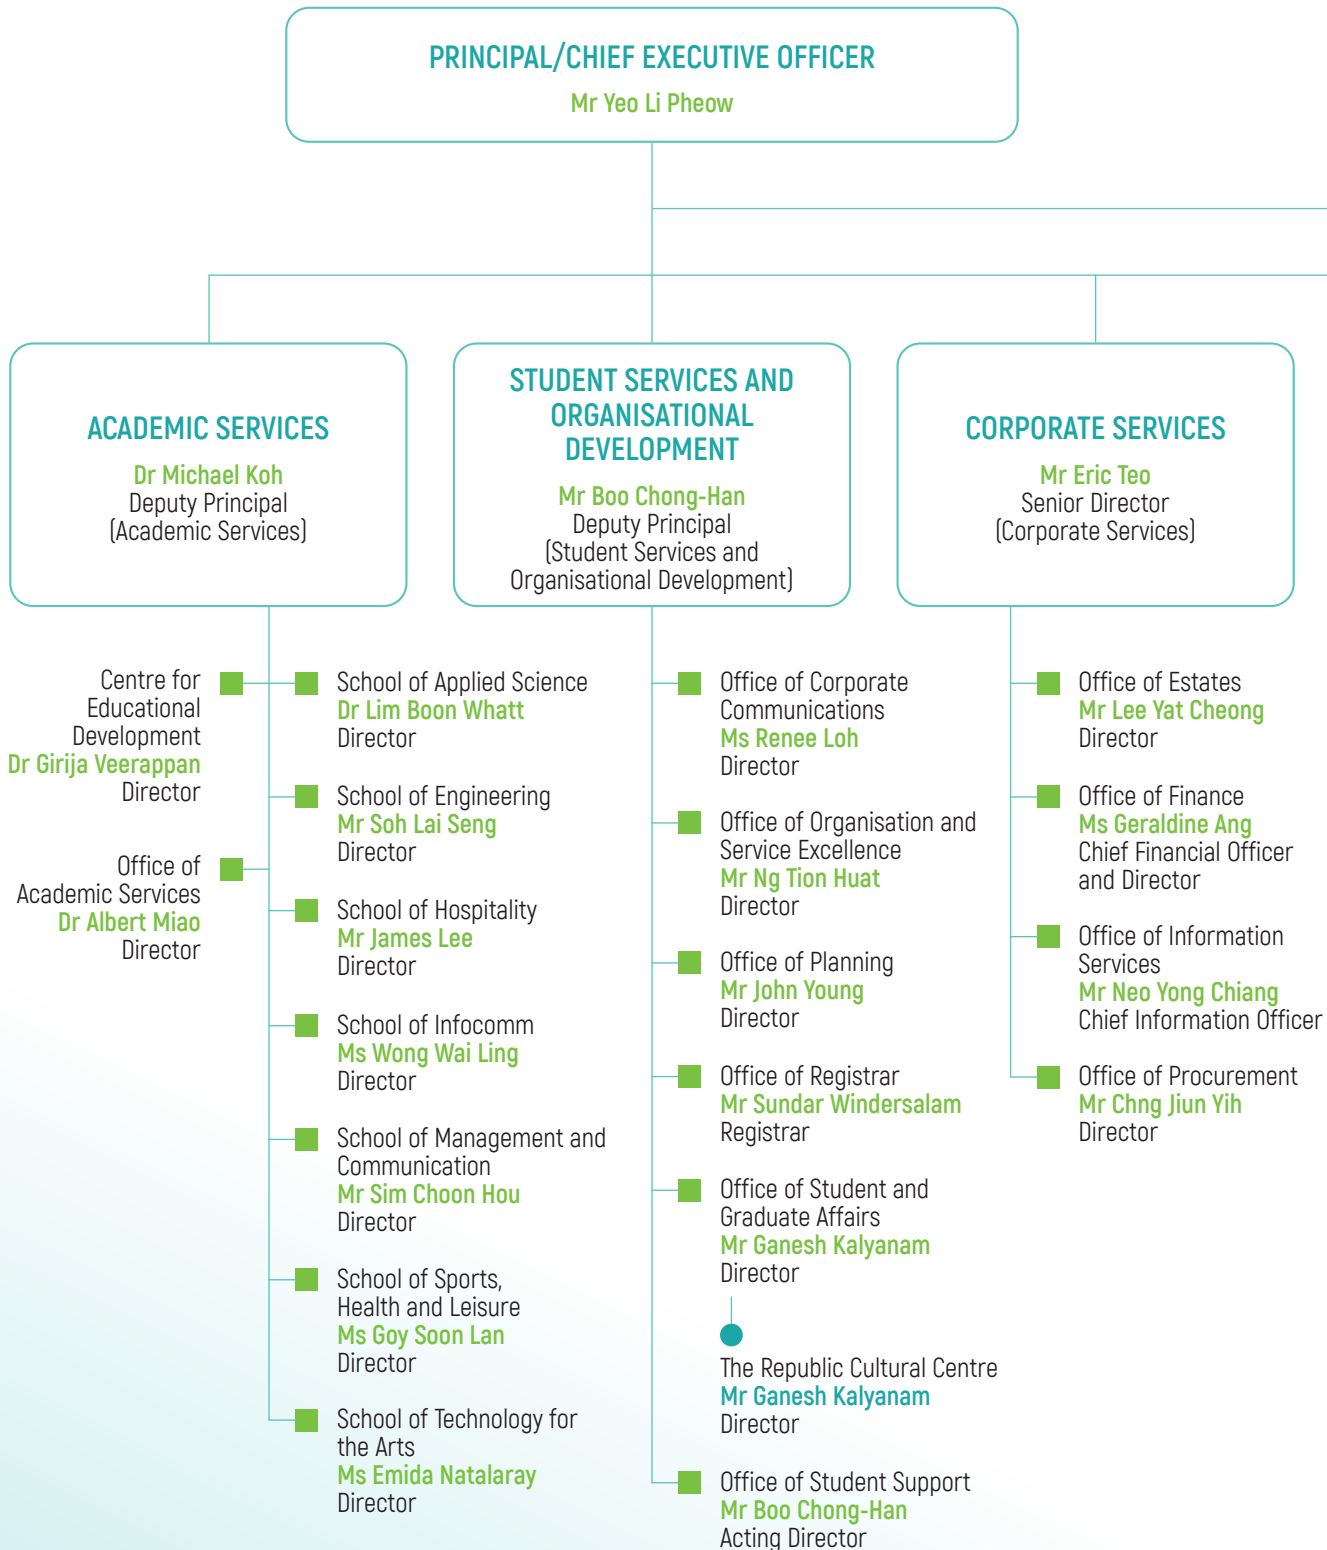 PRINCIPAL/CHIEF EXECUTIVE OFFICER
Mr Yeo Li Pheow
ACADEMIC SERVICES
Dr Michael Koh
Deputy Principal
(Academic Services)
STUDENT SERVICES AND
ORGANISATIONAL
DEVELOPMENT
Mr Boo Chong-Han
Deputy Principal
(Student Services and
Organisational Development)
CORPORATE SERVICES
Mr Eric Teo
Senior Director
(Corporate Services)
Centre for
Educational
Development
Dr Girija Veerappan
Director
Office of
Academic Services
Dr Albert Miao
Director
School of Applied Science
Dr Lim Boon Whatt
Director
School of Engineering
Mr Soh Lai Seng
Director
School of Hospitality
Mr James Lee
Director
School of Infocomm
Ms Wong Wai Ling
Director
School of Management and
Communication
Mr Sim Choon Hou
Director
School of Sports,
Health and Leisure
Ms Goy Soon Lan
Director
School of Technology for
the Arts
Ms Emida Natalaray
Director
Office of Corporate
Communications
Ms Renee Loh
Director
Office of Organisation and
Service Excellence
Mr Ng Tion Huat
Director
Office of Planning
Mr John Young
Director
Office of Registrar
Mr Sundar Windersalam
Registrar
Office of Student and
Graduate Affairs
Mr Ganesh Kalyanam
Director
The Republic Cultural Centre
Mr Ganesh Kalyanam
Director
Office of Student Support
Mr Boo Chong-Han
Acting Director
Office of Estates
Mr Lee Yat Cheong
Director
Office of Finance
Ms Geraldine Ang
Chief Financial Officer
and Director
Office of Information
Services
Mr Neo Yong Chiang
Chief Information Officer
Office of Procurement
Mr Chng Jiun Yih
Director